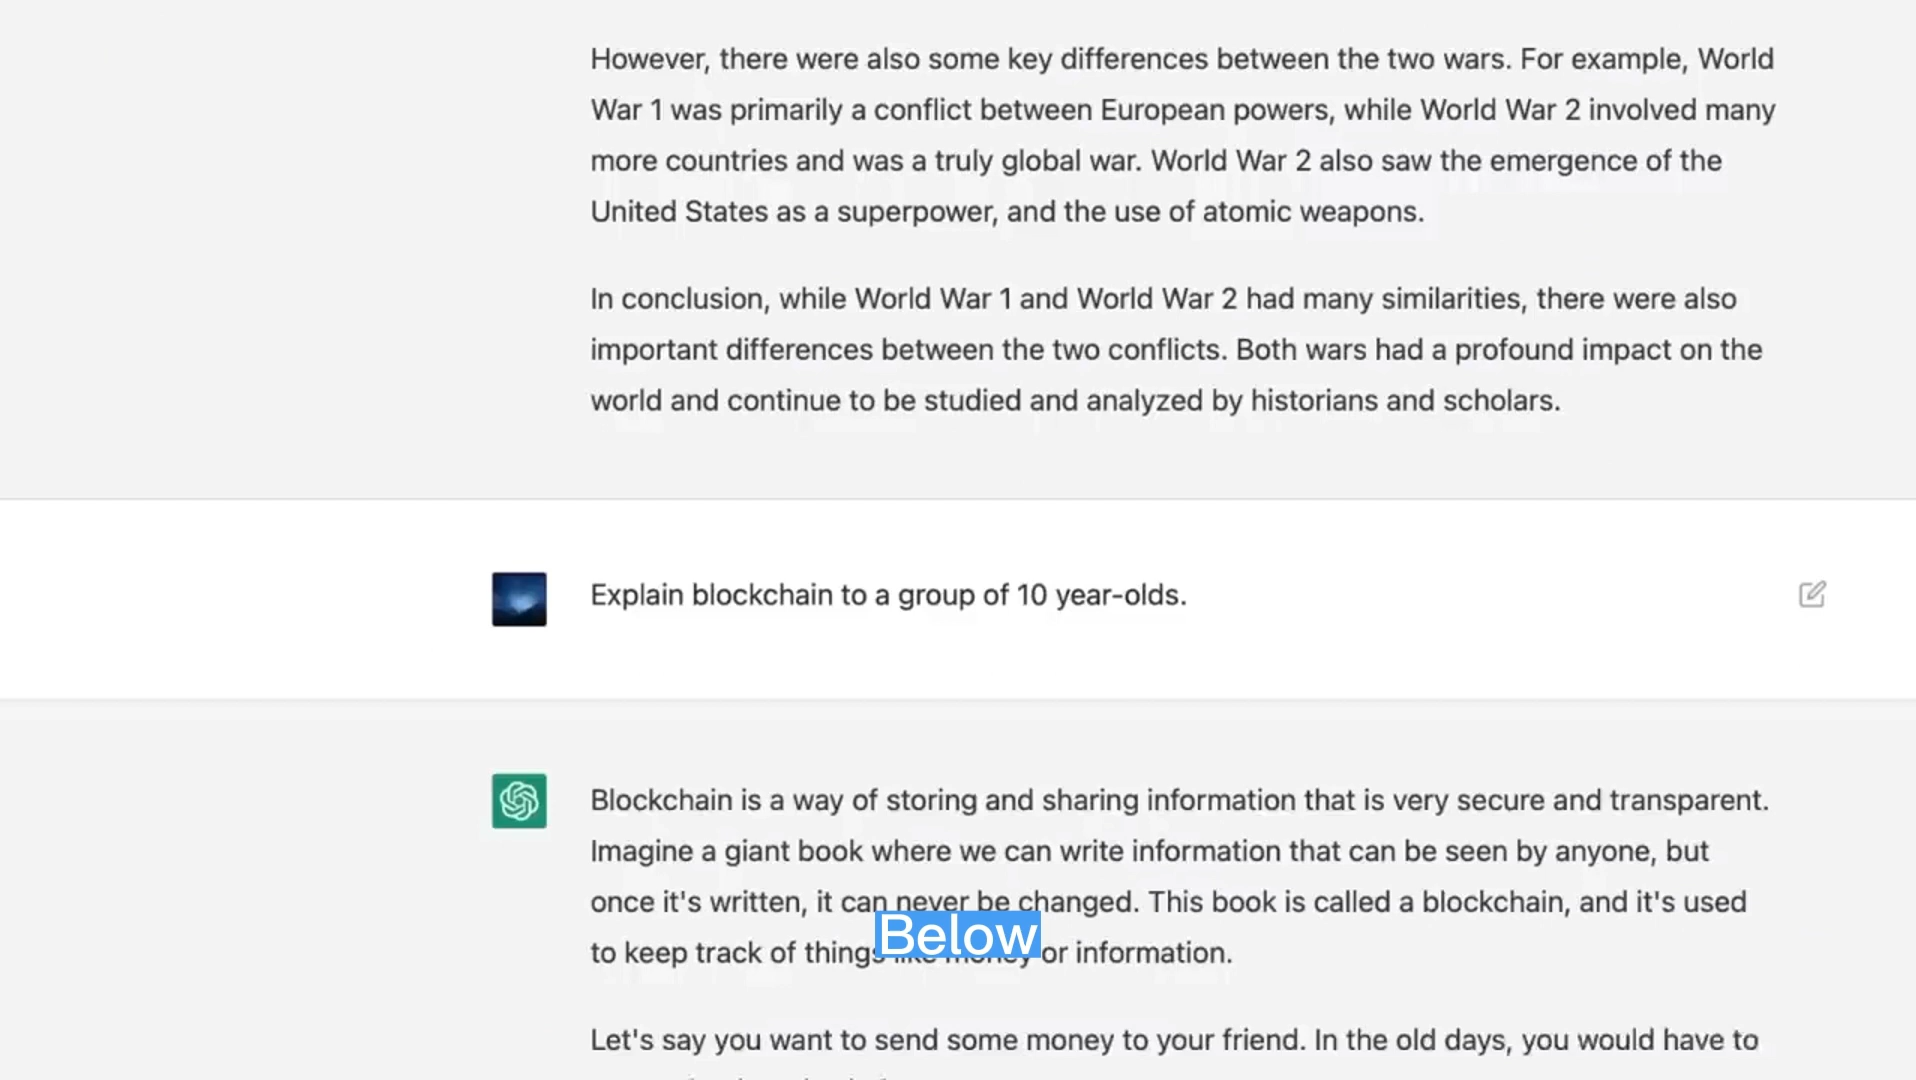 However, there were also some key differences between the two wars. For example, World
War 1 was primarily a conflict between European powers, while World War 2 involved many
more countries and was a truly global war. World War 2 also saw the emergence of the
United States as a superpower, and the use of atomic weapons.
In conclusion, while World War 1 and World War 2 had many similarities, there were also
important differences between the two conflicts. Both wars had a profound impact on the
world and continue to be studied and analyzed by historians and scholars.
Explain blockchain to a group of 10 year-olds.
Blockchain is a way of storing and sharing information that is very secure and transparent.
Imagine a giant book where we can write information that can be seen by anyone, but
once it's written, it can never be changed. This book is called a blockchain, and it's used
Below
to keep track of things like money or information.
Let's say you want to send some money to your friend. In the old days, you would have to